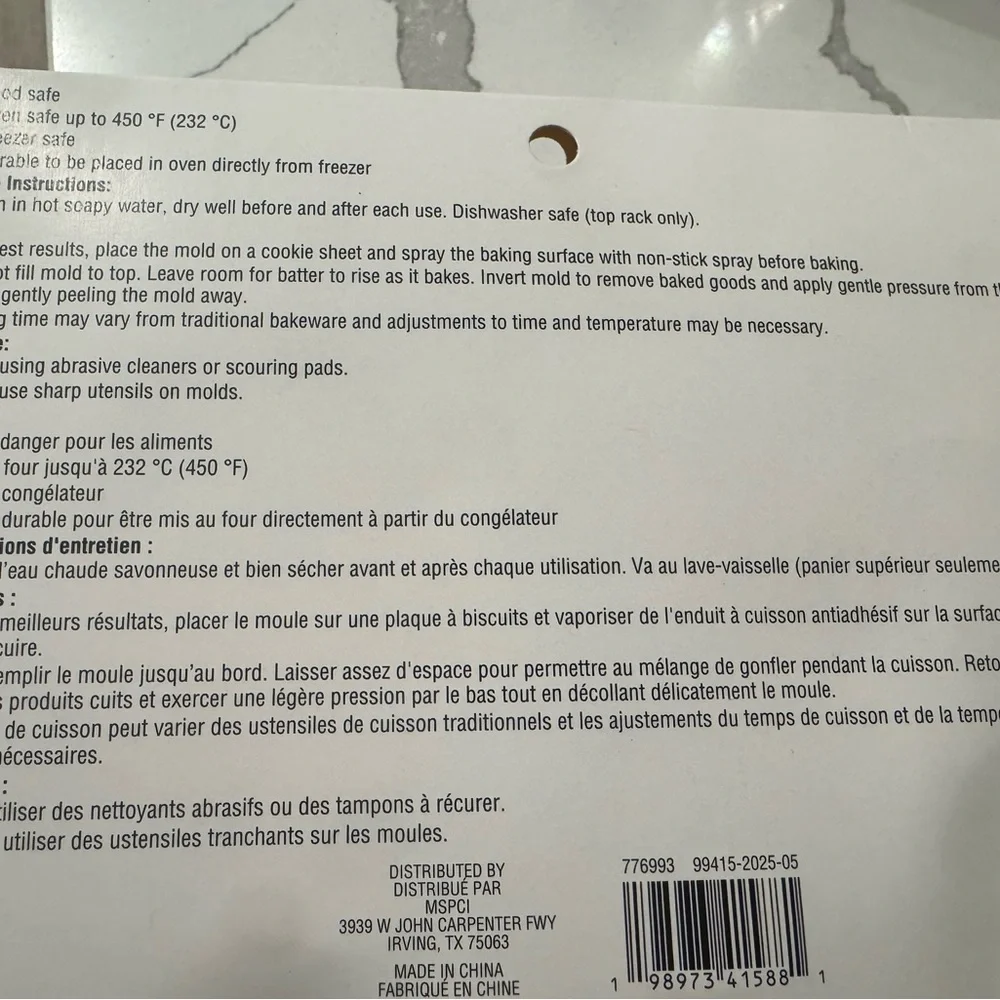 od safe
en safe up to 450 °F (232 °C)
eezer safe
rable to be placed in oven directly from freezer
Instructions:
n in hot soapy water, dry well before and after each use. Dishwasher safe (top rack only).
est results, place the mold on a cookie sheet and spray the baking surface with non-stick spray before baking.
ot fill mold to top. Leave room for batter to rise as it bakes. Invert mold to remove baked goods and apply gentle pressure from t
gently peeling the mold away.
g time may vary from traditional bakeware and adjustments to time and temperature may be necessary.
e:
using abrasive cleaners or scouring pads.
use sharp utensils on molds.
danger pour les aliments
four jusqu'à 232 °C (450 °F)
congélateur
durable pour être mis au four directement à partir du congélateur
ions d'entretien :
l'eau chaude savonneuse et bien sécher avant et après chaque utilisation. Va au lave-vaisselle (panier supérieur seuleme
s :
meilleurs résultats, placer le moule sur une plaque à biscuits et vaporiser de l'enduit à cuisson antiadhésif sur la surfac
cuire.
emplir le moule jusqu'au bord. Laisser assez d'espace pour permettre au mélange de gonfler pendant la cuisson. Reto
s produits cuits et exercer une légère pression par le bas tout en décollant délicatement le moule.
de cuisson peut varier des ustensiles de cuisson traditionnels et les ajustements du temps de cuisson et de la tempé
nécessaires.
:
tiliser des nettoyants abrasifs ou des tampons à récurer.
utiliser des ustensiles tranchants sur les moules.
DISTRIBUTED BY
DISTRIBUÉ PAR
MSPCI
3939 W JOHN CARPENTER FWY
IRVING, TX 75063
MADE IN CHINA
FABRIQUÉ EN CHINE
776993 99415-2025-05
1 98973 41588 1